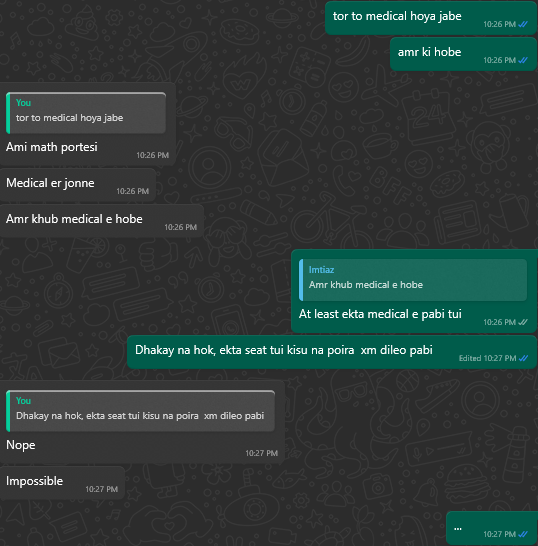 tor to medical hoya jabe
10:26 PM
amr ki hobe
10:26 PM
You
tor to medical hoya jabe
Ami math portesi
10:26 PM
Medical er jonne
10:26 PM
Amr khub medical e hobe
10:26 PM
Imtiaz
Amr khub medical e hobe
At least ekta medical e pabi tui
10:26 PM
Dhakay na hok, ekta seat tui kisu na poira xm dileo pabi
Edited 10:27 PM
You
Dhakay na hok, ekta seat tui kisu na poira xm dileo pabi
Nope
10:27 PM
Impossible
10:27 PM
...
10:27 PM